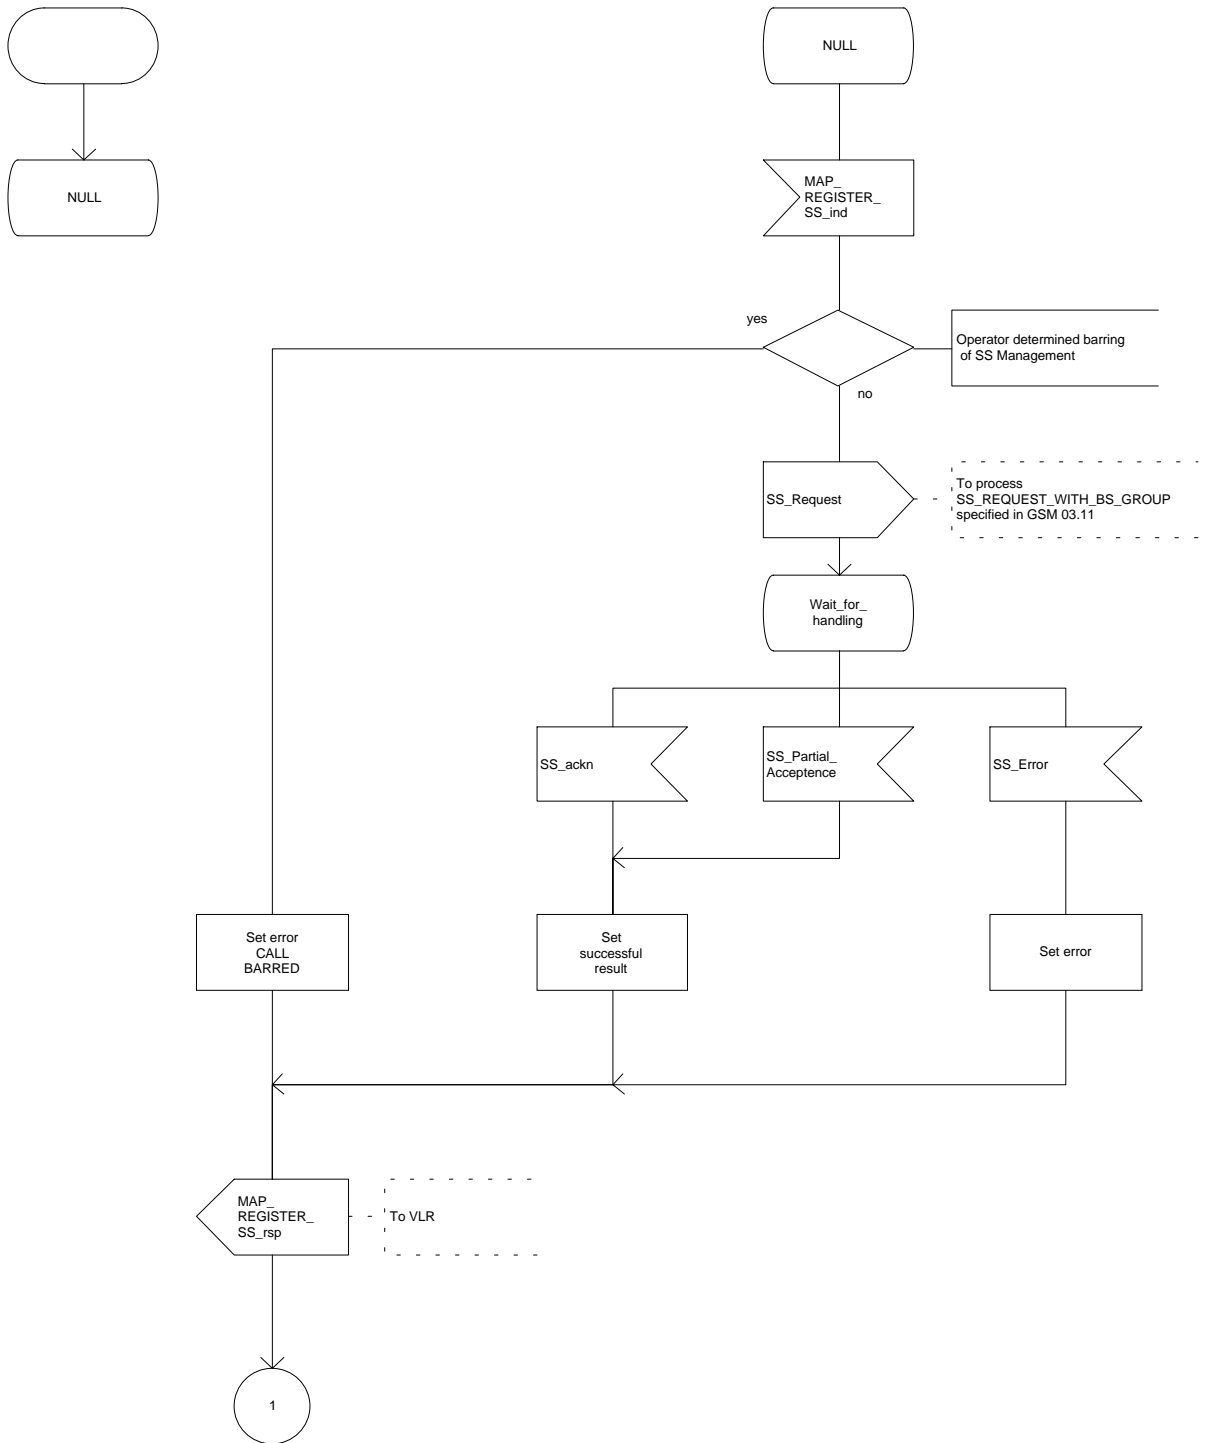 NULL
NULL
MAP_
REGISTER_
SS_ind
yes
Operator determined barring
of SS Management
no
SS_Request
To process
SS_REQUEST_WITH_BS_GROUP
specified in GSM 03.11
Wait_for_
handling
SS_ackn
SS_Partial_
Acceptence
SS_Error
Set error
CALL
BARRED
Set
successful
result
Set error
MAP_
REGISTER_
SS_rsp
To VLR
1